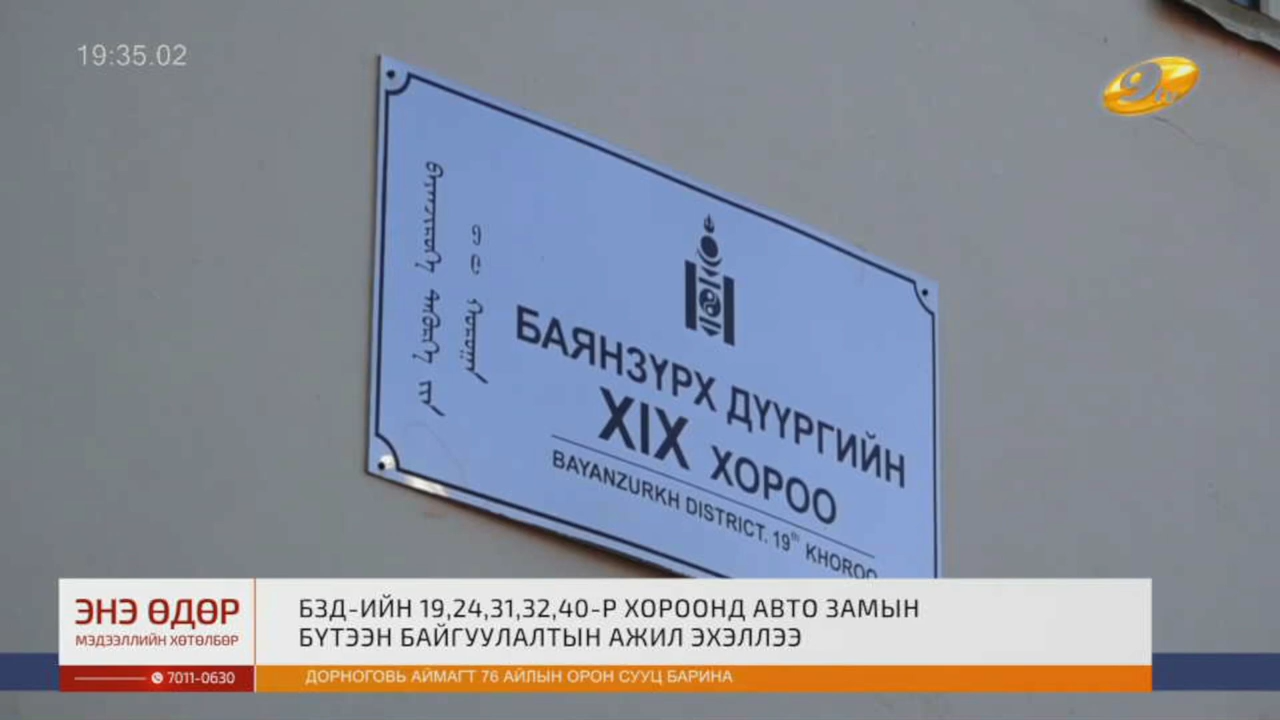 19:35.02
9tv
БАЯНЗҮРХ ДҮҮРГИЙН
XIX ХОРОО
BAYANZURKH DISTRICT. 19th KHOROO
ЭНЭ ӨДӨР
МЭДЭЭЛЛИЙН ХӨТӨЛБӨР
7011-0630
БЗД-ИЙН 19,24,31,32,40-Р ХОРООНД АВТО ЗАМЫН
БҮТЭЭН БАЙГУУЛАЛТЫН АЖИЛ ЭХЭЛЛЭЭ
ДОРНОГОВЬ АЙМАГТ 76 АЙЛЫН ОРОН СУУЦ БАРИНА